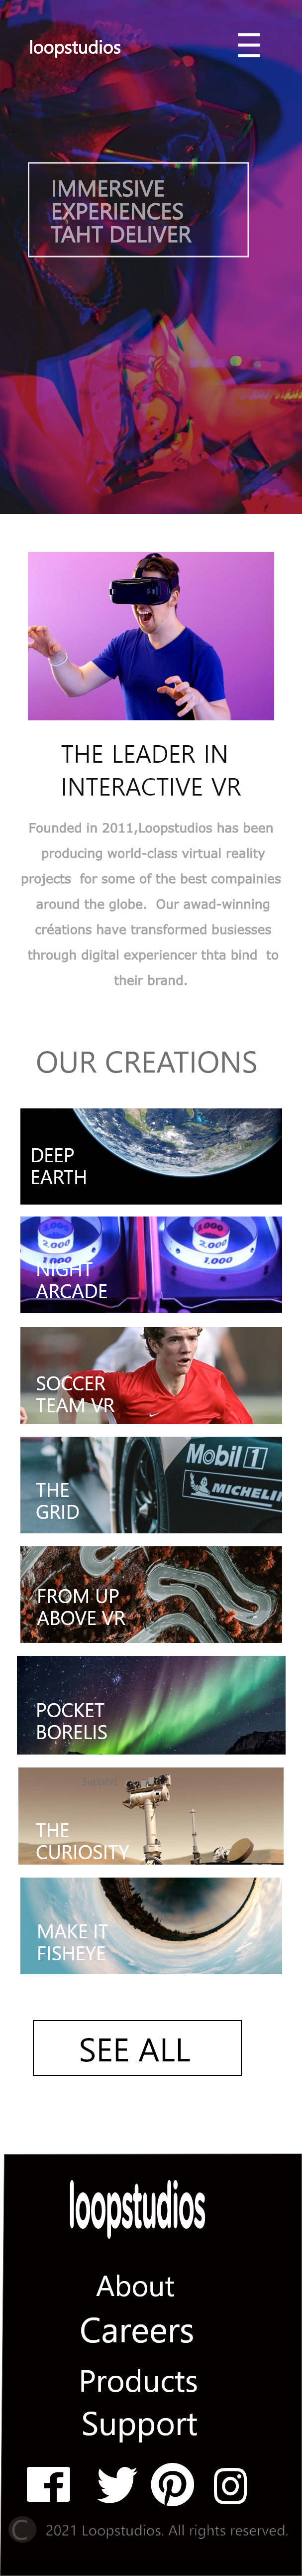 loopstudios
IMMERSIVE
EXPERIENCES
TAHT DELIVER
THE LEADER IN
INTERACTIVE VR
Founded in 2011,Loopstudios has been
producing world-class virtual reality
projects for some of the best compainies
around the globe. Our awad-winning
créations have transformed busiesses
through digital experiencer thta bind to
their brand.
OUR CREATIONS
DEEP
EARTH
1,000
2,000
1,000
2,000
1,000
NIGHT
ARCADE
SOCCER
TEAM VR
Mobil 1
MICHELI
THE
GRID
FROM UP
ABOVE VR
POCKET
BORELIS
Support
THE
CURIOSITY
MAKE IT
FISHEYE
SEE ALL
loopstudios
About
Careers
Products
Support
C 2021 Loopstudios. All rights reserved.